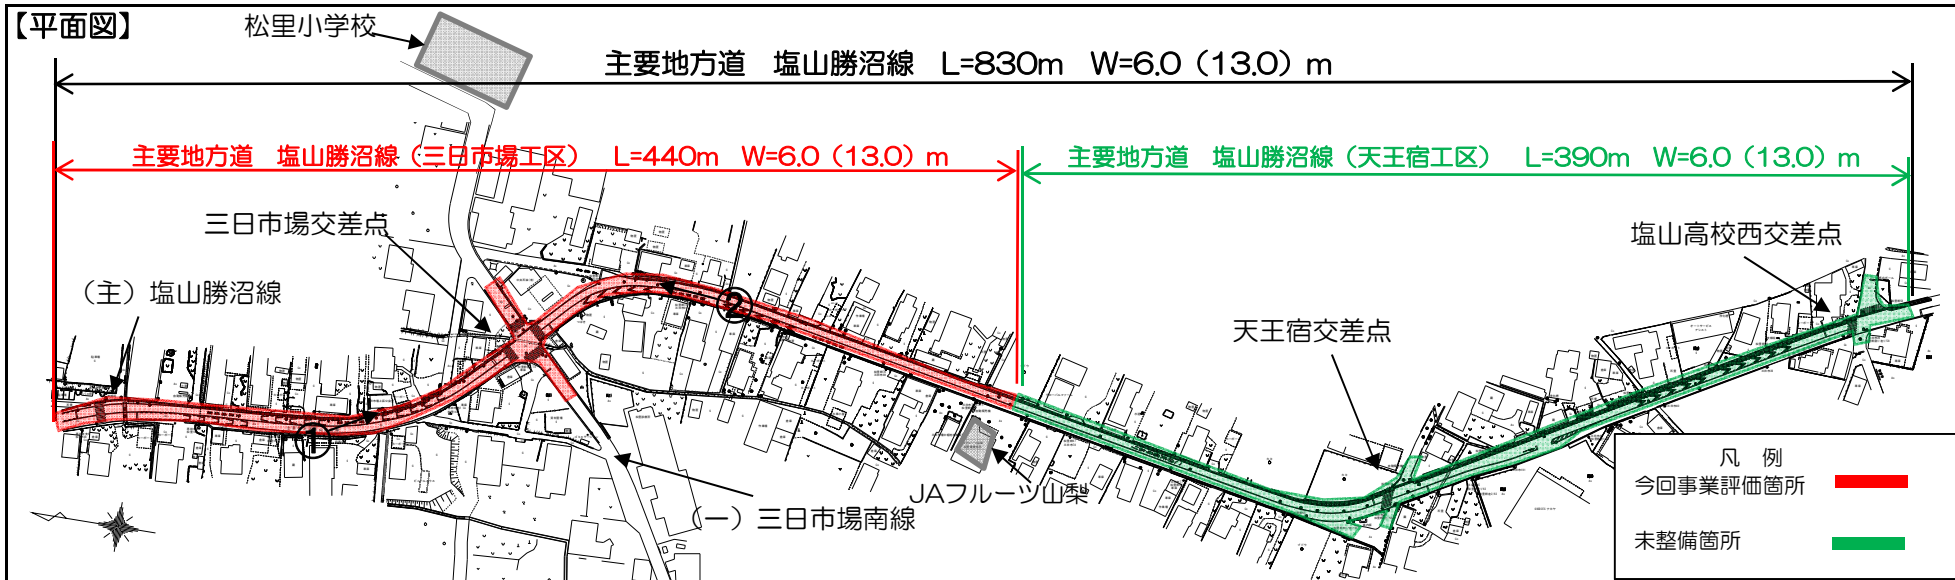 【平面図】
松里小学校
主要地方道 塩山勝沼線 L=830m W=6.0（13.0）m
主要地方道 塩山勝沼線（三日市場工区） L=440m W=6.0（13.0）m
主要地方道 塩山勝沼線（天王宿工区） L=390m W=6.0（13.0）m
三日市場交差点
塩山高校西交差点
（主）塩山勝沼線
②
天王宿交差点
①
JAフルーツ山梨
（一）三日市場南線
凡 例
今回事業評価箇所
未整備箇所